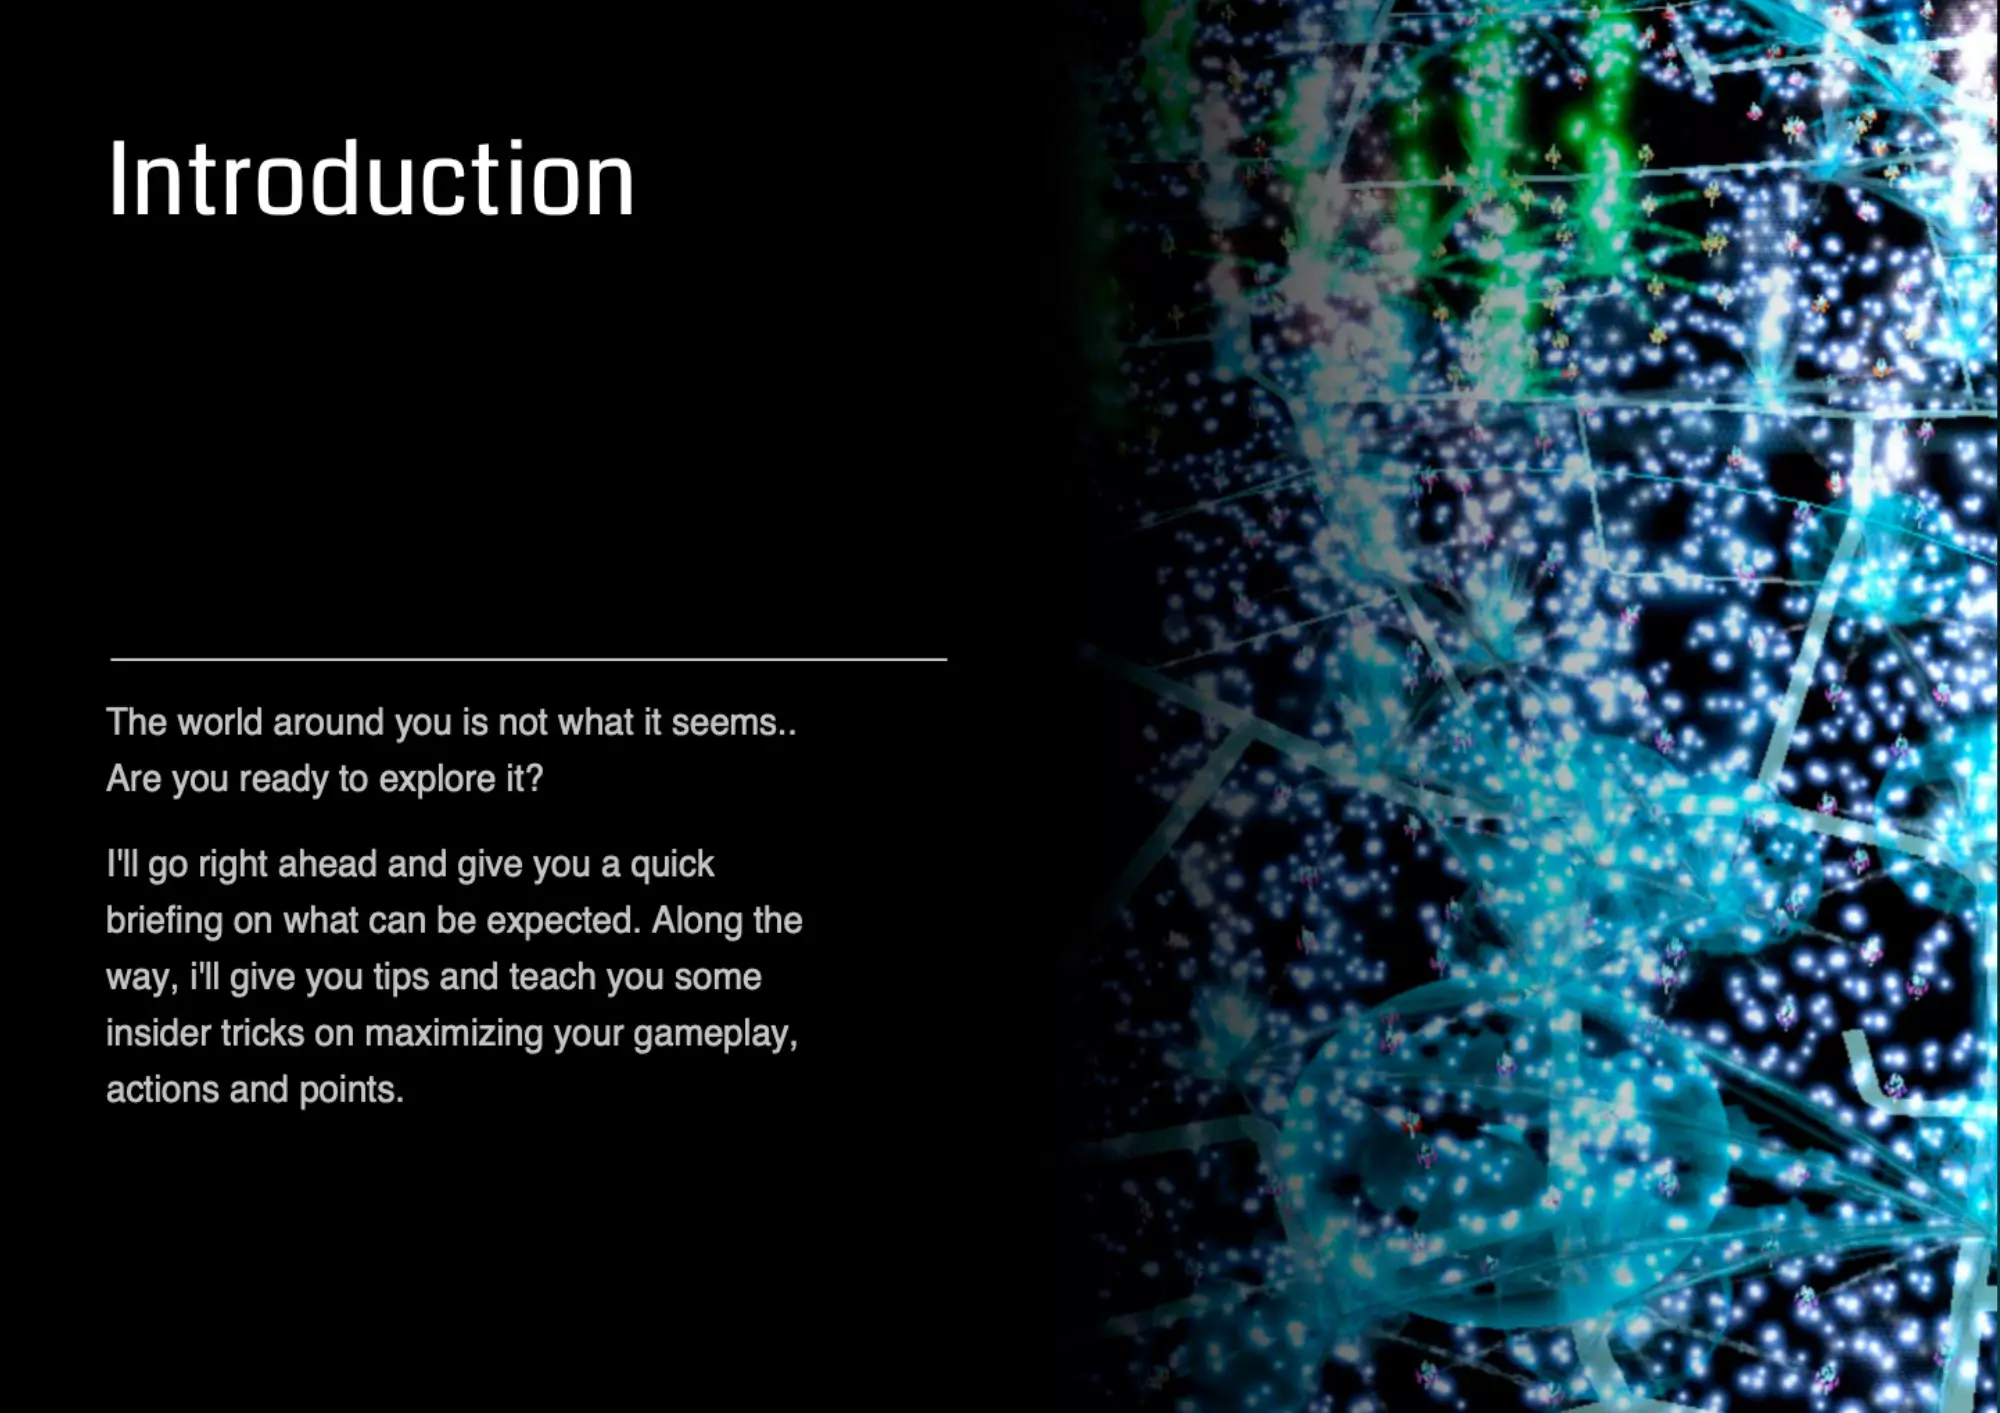 Introduction
The world around you is not what it seems..
Are you ready to explore it?
I'll go right ahead and give you a quick
briefing on what can be expected. Along the
way, i'll give you tips and teach you some
insider tricks on maximizing your gameplay,
actions and points.